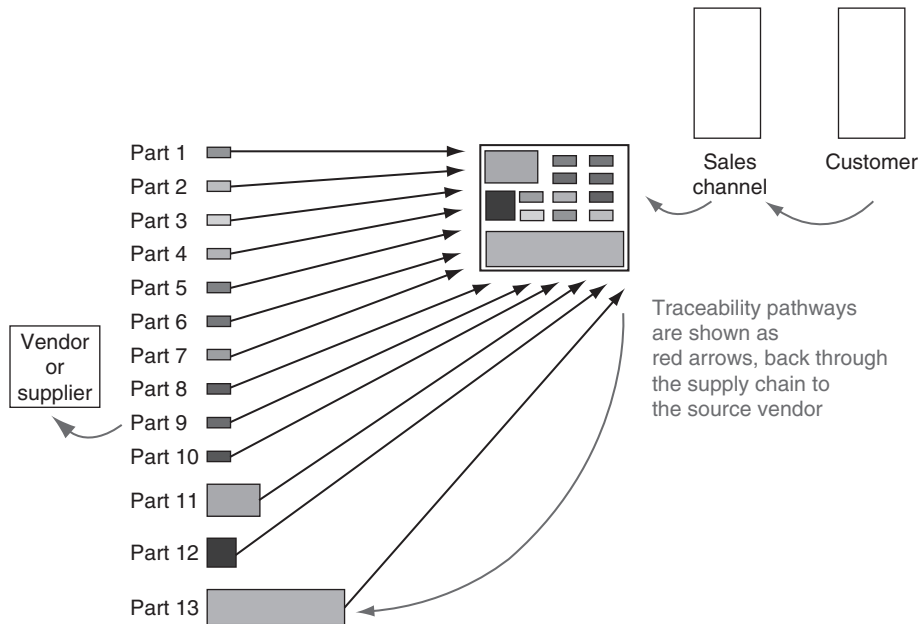 Sales
channel
Customer
Part 1
Part 2
Part 3
Part 4
Part 5
Part 6
Part 7
Part 8
Part 9
Part 10
Part 11
Part 12
Part 13
Vendor
or
supplier
Traceability pathways
are shown as
red arrows, back through
the supply chain to
the source vendor